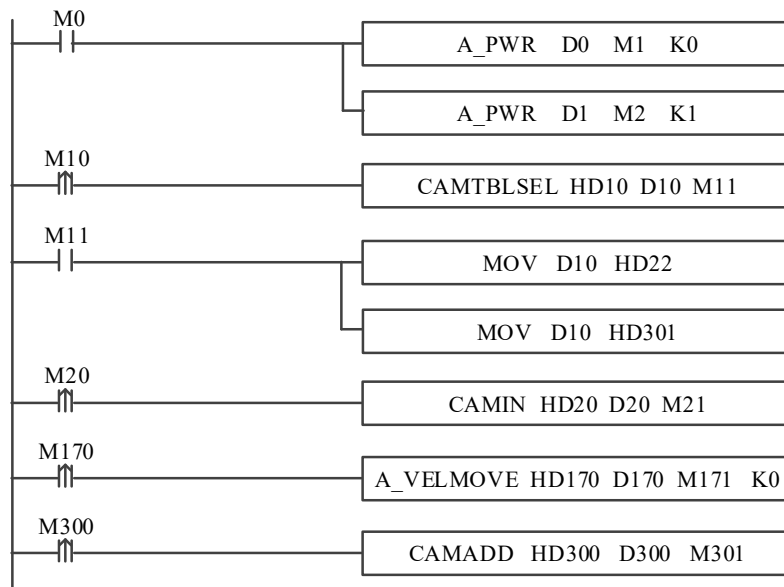 M0
A_PWR D0 M1 K0
A_PWR D1 M2 K1
M10
CAMTBLSEL HD10 D10 M11
M11
MOV D10 HD22
MOV D10 HD301
M20
CAMIN HD20 D20 M21
M170
A_VELMOVE HD170 D170 M171 K0
M300
CAMADD HD300 D300 M301